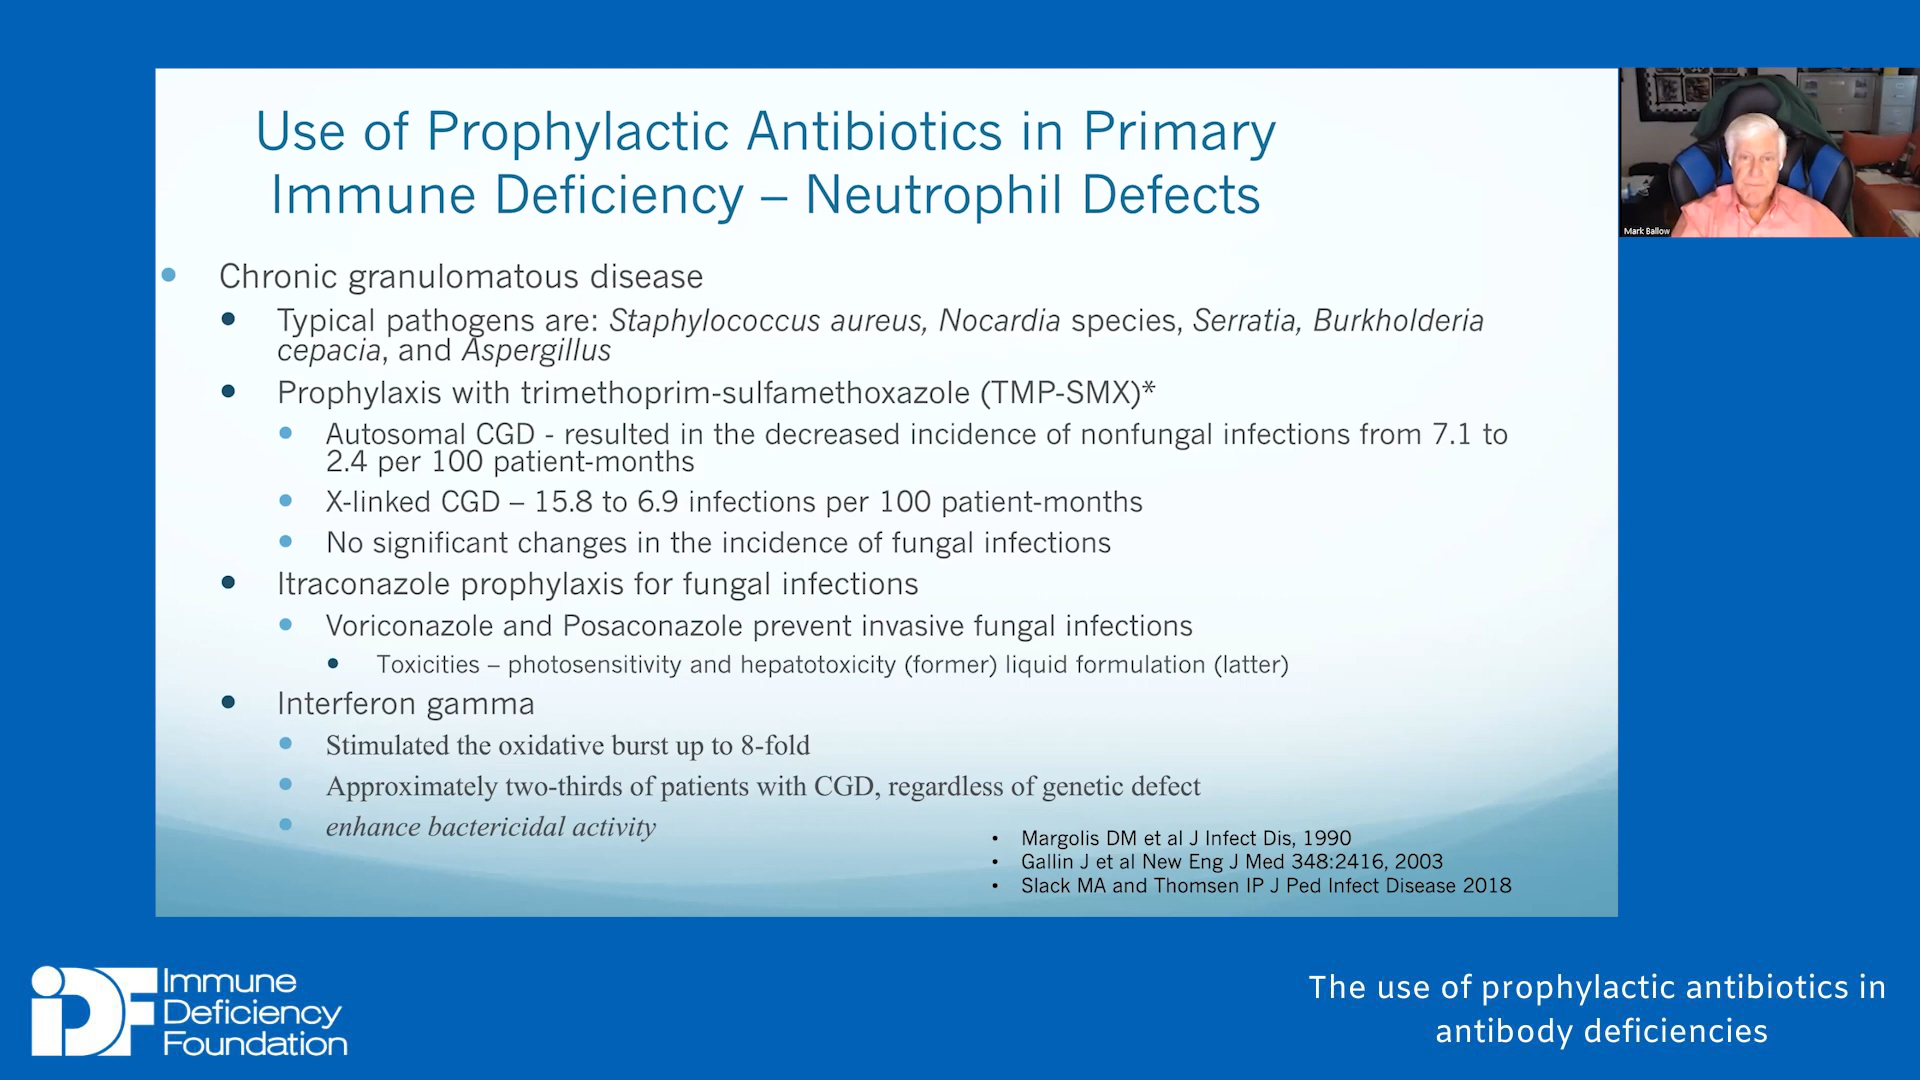 Use of Prophylactic Antibiotics in Primary
Immune Deficiency – Neutrophil Defects
• Chronic granulomatous disease
• Typical pathogens are: Staphylococcus aureus, Nocardia species, Serratia, Burkholderia
cepacia, and Aspergillus
• Prophylaxis with trimethoprim-sulfamethoxazole (TMP-SMX)*
• Autosomal CGD - resulted in the decreased incidence of nonfungal infections from 7.1 to
2.4 per 100 patient-months
• X-linked CGD – 15.8 to 6.9 infections per 100 patient-months
• No significant changes in the incidence of fungal infections
• Itraconazole prophylaxis for fungal infections
• Voriconazole and Posaconazole prevent invasive fungal infections
• Toxicities – photosensitivity and hepatotoxicity (former) liquid formulation (latter)
• Interferon gamma
• Stimulated the oxidative burst up to 8-fold
• Approximately two-thirds of patients with CGD, regardless of genetic defect
• enhance bactericidal activity
• Margolis DM et al J Infect Dis, 1990
• Gallin J et al New Eng J Med 348:2416, 2003
• Slack MA and Thomsen IP J Ped Infect Disease 2018
Mark Ballow
iDF
Immune
Deficiency
Foundation
The use of prophylactic antibiotics in
antibody deficiencies